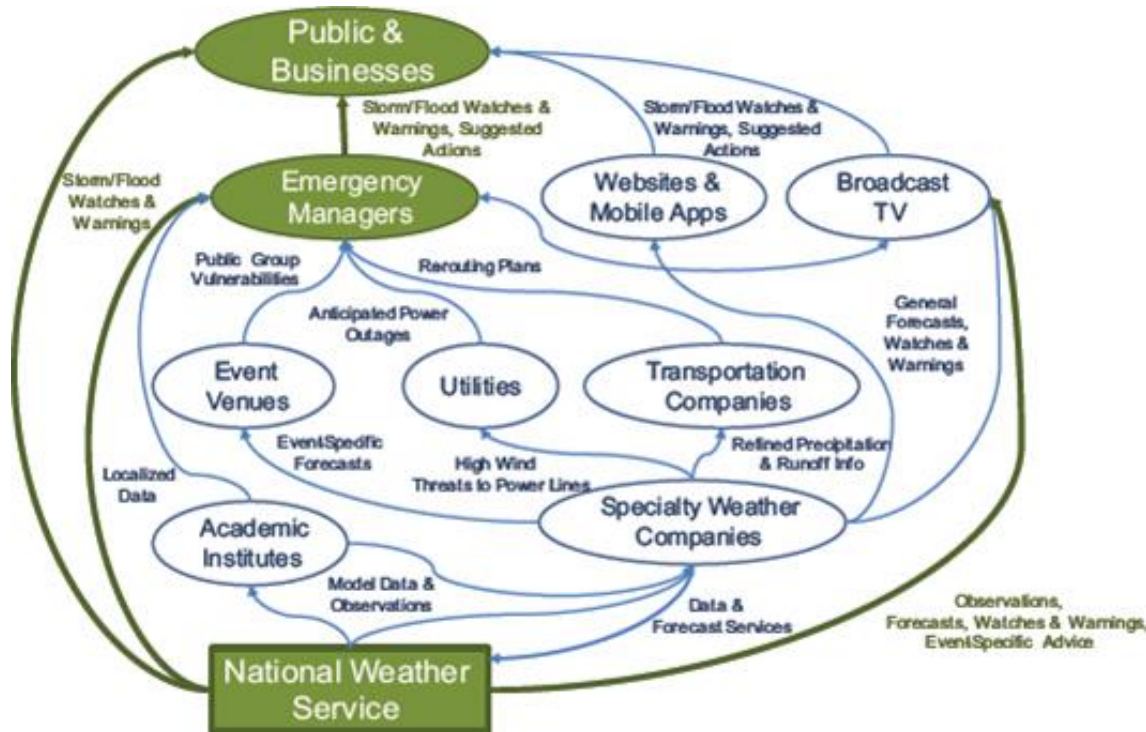 Public &
Businesses
Storm/Flood Watches &
Warnings, Suggested
Actions
Storm/Flood Watches &
Warnings, Suggested
Actions
Storm/Flood
Watches &
Warnings
Emergency
Managers
Websites &
Mobile Apps
Broadcast
TV
Public Group
Vulnerabilities
Rerouting Plans
Anticipated Power
Outages
General
Forecasts,
Watches &
Warnings
Event
Venues
Utilities
Transportation
Companies
Event-Specific
Forecasts
High Wind
Threats to Power Lines
Refined Precipitation
& Runoff Info
Localized
Data
Academic
Institutes
Specialty Weather
Companies
Model Data &
Observations
Data &
Forecast Services
Observations,
Forecasts, Watches & Warnings,
Event-Specific Advice
National Weather
Service